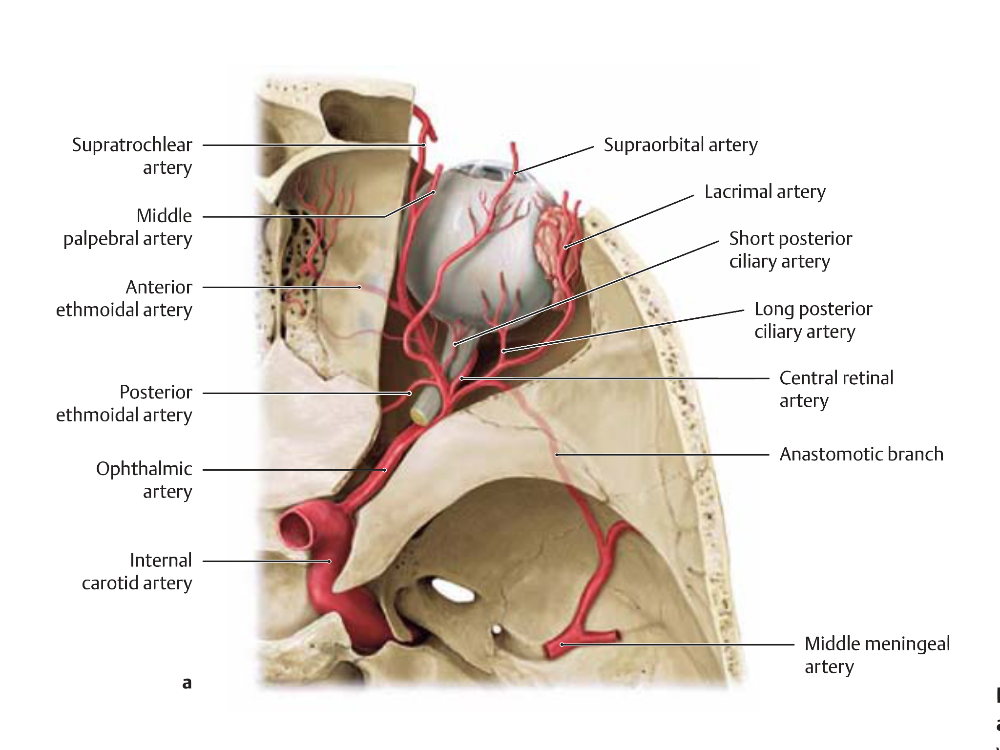 Supratrochlear
artery
Middle
palpebral artery
Anterior
ethmoidal artery
Posterior
ethmoidal artery
Ophthalmic
artery
Internal
carotid artery
a
Supraorbital artery
Lacrimal artery
Short posterior
ciliary artery
Long posterior
ciliary artery
Central retinal
artery
Anastomotic branch
Middle meningeal
artery